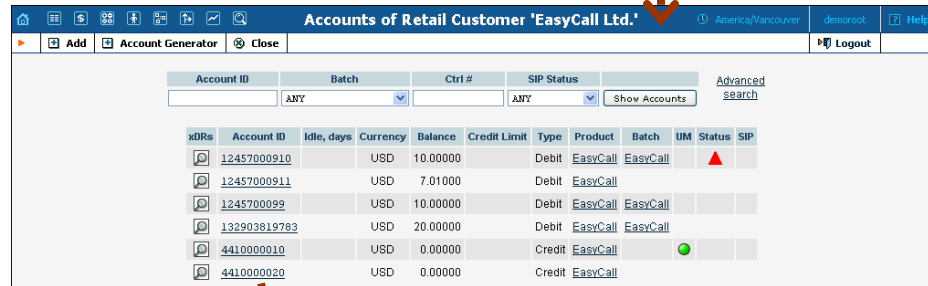 Accounts of Retail Customer 'EasyCall Ltd.' America/Vancouver demoroot ? Help
Add Account Generator Close Logout
Account ID Batch Ctrl # SIP Status Advanced search
ANY ANY Show Accounts
xDRs Account ID Idle, days Currency Balance Credit Limit Type Product Batch UM Status SIP
12457000910 USD 10.00000 Debit EasyCall EasyCall
12457000911 USD 7.01000 Debit EasyCall
1245700099 USD 10.00000 Debit EasyCall EasyCall
132903819783 USD 20.00000 Debit EasyCall EasyCall
4410000010 USD 0.00000 Credit EasyCall
4410000020 USD 0.00000 Credit EasyCall